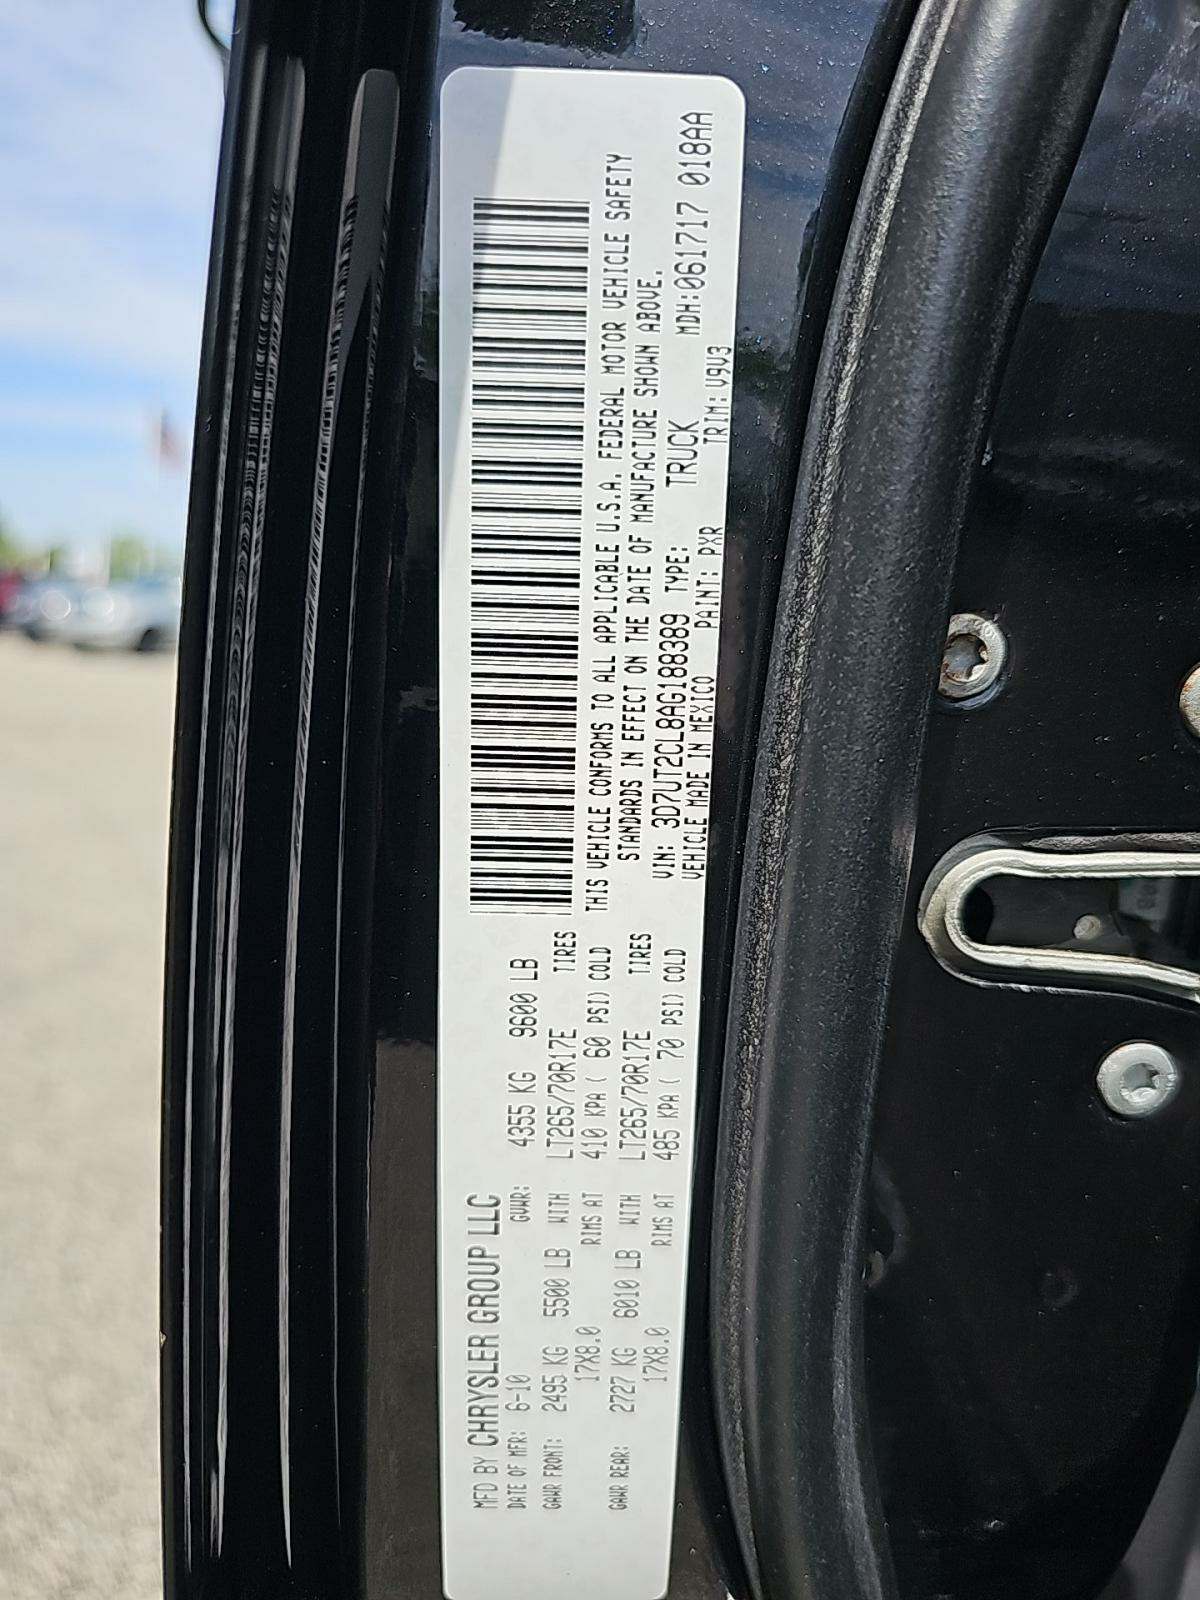 MFD BY CHRYSLER GROUP LLC
DATE OF MFR: 6-10 GVWR: 4355 KG 9600 LB
GAWR FRONT: 2495 KG 5500 LB WITH LT265/70R17E TIRES
17X8.0 RIMS AT 410 KPA ( 60 PSI) COLD
GAWR REAR: 2727 KG 6010 LB WITH LT265/70R17E TIRES
17X8.0 RIMS AT 485 KPA ( 70 PSI) COLD
THIS VEHICLE CONFORMS TO ALL APPLICABLE U.S.A. FEDERAL MOTOR VEHICLE SAFETY
STANDARDS IN EFFECT ON THE DATE OF MANUFACTURE SHOWN ABOVE.
VIN: 3D7UT2CL8AG188389 TYPE: TRUCK MDH:061717 018AA
VEHICLE MADE IN MEXICO PAINT: PXR TRIM: V9V3